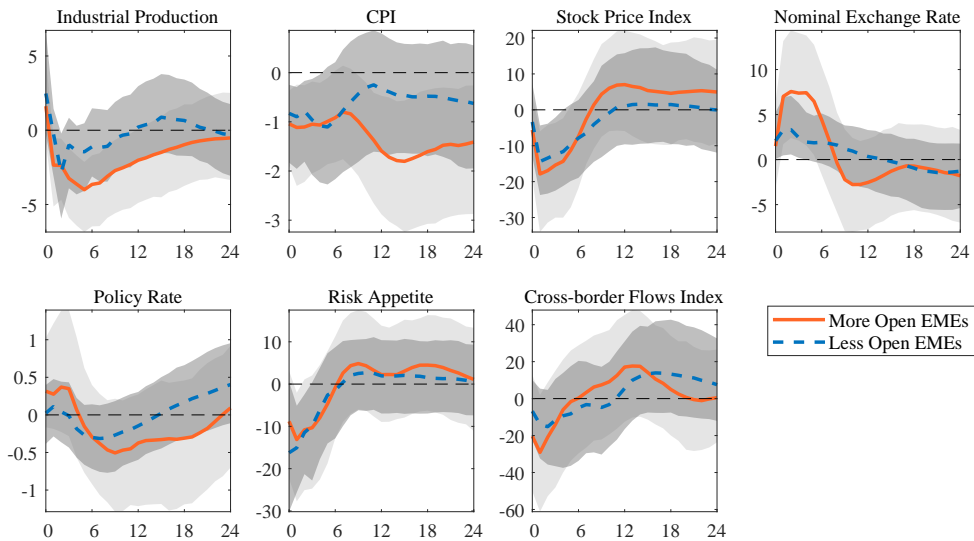 Industrial Production
5
0
-5
0 6 12 18 24
CPI
0
-1
-2
-3
0 6 12 18 24
Stock Price Index
20
10
0
-10
-20
-30
0 6 12 18 24
Nominal Exchange Rate
10
5
0
-5
0 6 12 18 24
Policy Rate
1
0.5
0
-0.5
-1
0 6 12 18 24
Risk Appetite
10
0
-10
-20
-30
0 6 12 18 24
Cross-border Flows Index
40
20
0
-20
-40
-60
0 6 12 18 24
More Open EMEs
Less Open EMEs